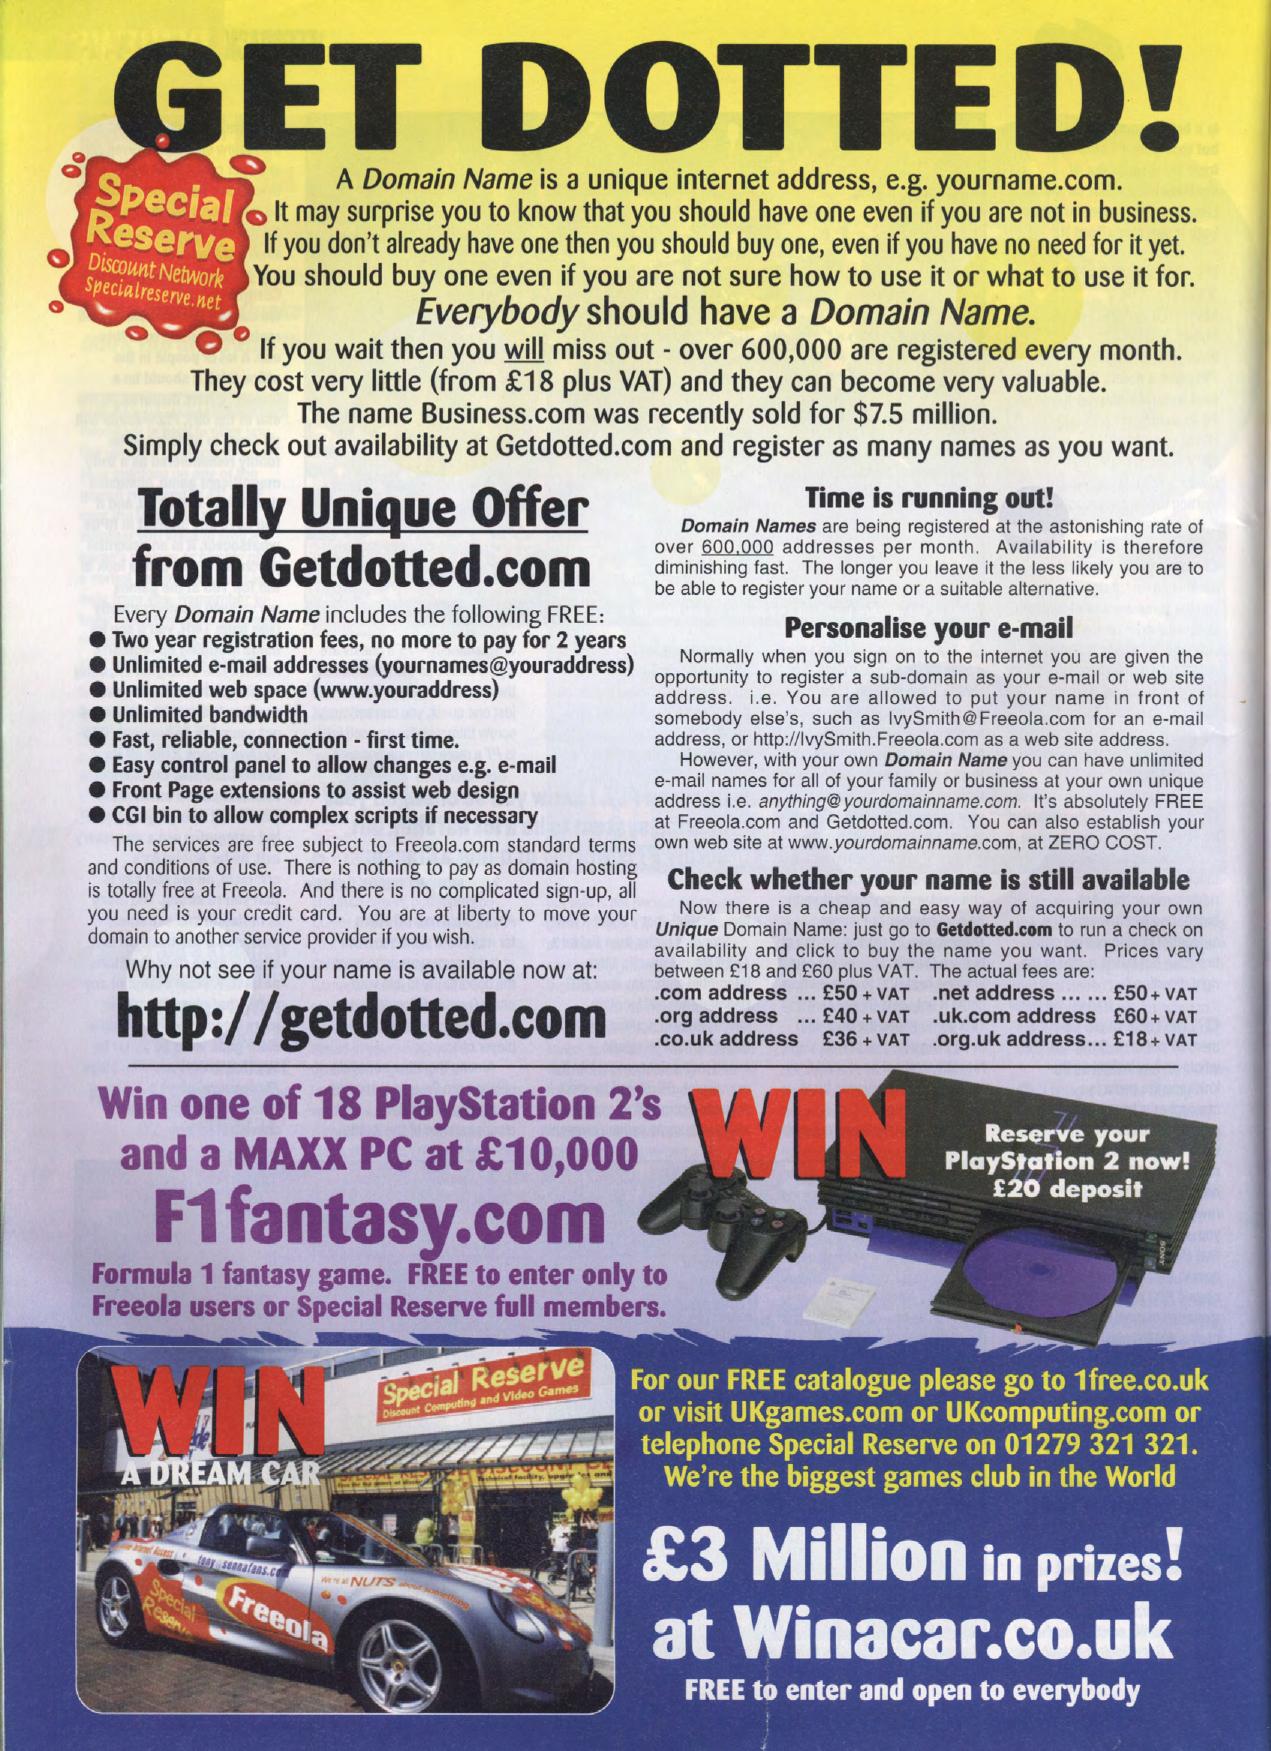 GET DOTTED!
Special
Reserve
Discount Network
Specialreserve.net
A Domain Name is a unique internet address, e.g. yourname.com.
It may surprise you to know that you should have one even if you are not in business.
If you don't already have one then you should buy one, even if you have no need for it yet.
You should buy one even if you are not sure how to use it or what to use it for.
Everybody should have a Domain Name.
If you wait then you will miss out - over 600,000 are registered every month.
They cost very little (from £18 plus VAT) and they can become very valuable.
The name Business.com was recently sold for $7.5 million.
Simply check out availability at Getdotted.com and register as many names as you want.
Totally Unique Offer
from Getdotted.com
Every Domain Name includes the following FREE:
● Two year registration fees, no more to pay for 2 years
● Unlimited e-mail addresses (yournames@youraddress)
● Unlimited web space (www.youraddress)
● Unlimited bandwidth
● Fast, reliable, connection - first time.
● Easy control panel to allow changes e.g. e-mail
● Front Page extensions to assist web design
● CGI bin to allow complex scripts if necessary
The services are free subject to Freeola.com standard terms
and conditions of use. There is nothing to pay as domain hosting
is totally free at Freeola. And there is no complicated sign-up, all
you need is your credit card. You are at liberty to move your
domain to another service provider if you wish.
Why not see if your name is available now at:
http://getdotted.com
Time is running out!
Domain Names are being registered at the astonishing rate of
over 600,000 addresses per month. Availability is therefore
diminishing fast. The longer you leave it the less likely you are to
be able to register your name or a suitable alternative.
Personalise your e-mail
Normally when you sign on to the internet you are given the
opportunity to register a sub-domain as your e-mail or web site
address. i.e. You are allowed to put your name in front of
somebody else's, such as IvySmith@Freeola.com for an e-mail
address, or http://IvySmith.Freeola.com as a web site address.
However, with your own Domain Name you can have unlimited
e-mail names for all of your family or business at your own unique
address i.e. anything@yourdomainname.com. It's absolutely FREE
at Freeola.com and Getdotted.com. You can also establish your
own web site at www.yourdomainname.com, at ZERO COST.
Check whether your name is still available
Now there is a cheap and easy way of acquiring your own
Unique Domain Name: just go to Getdotted.com to run a check on
availability and click to buy the name you want. Prices vary
between £18 and £60 plus VAT. The actual fees are:
.com address ... £50 + VAT .net address ... ... £50 + VAT
.org address ... £40 + VAT .uk.com address £60 + VAT
.co.uk address £36 + VAT .org.uk address... £18 + VAT
Win one of 18 PlayStation 2's
and a MAXX PC at £10,000
F1fantasy.com
Formula 1 fantasy game. FREE to enter only to
Freeola users or Special Reserve full members.
WIN
Reserve your
PlayStation 2 now!
£20 deposit
SONY
WIN
A DREAM CAR
Special Reserve
Discount Computing and Video Games
tony@sennafans.com
We're all NUTS about something
Special
Reserve
Freeola
For our FREE catalogue please go to 1free.co.uk
or visit UKgames.com or UKcomputing.com or
telephone Special Reserve on 01279 321 321.
We're the biggest games club in the World
£3 Million in prizes!
at Winacar.co.uk
FREE to enter and open to everybody